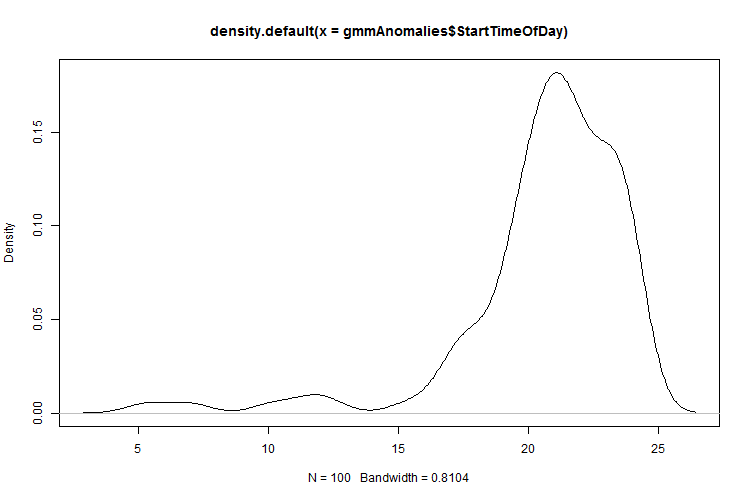 density.default(x = gmmAnomalies$StartTimeOfDay)
Density
0.15
0.10
0.05
0.00
5 10 15 20 25
N = 100 Bandwidth = 0.8104